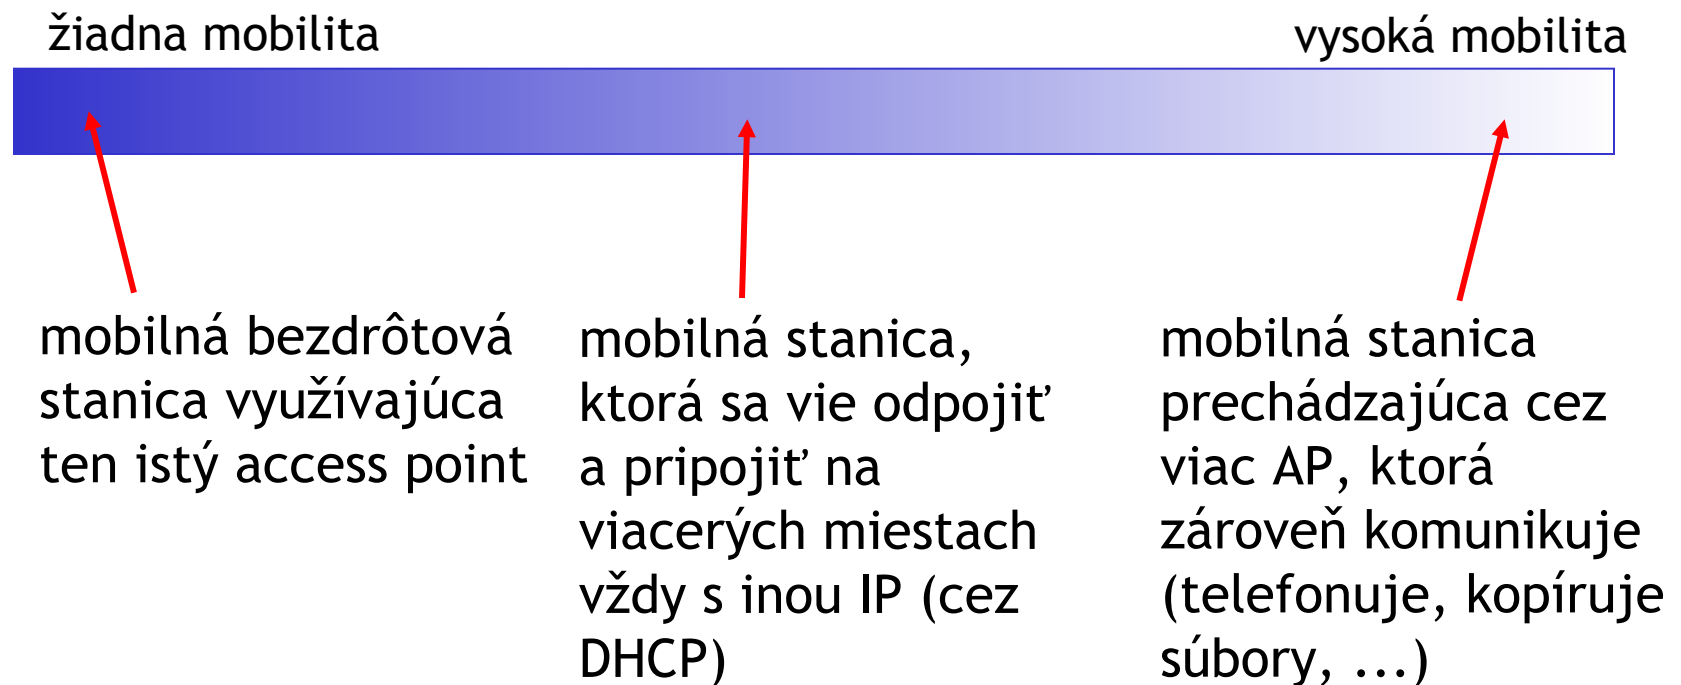 žiadna mobilita
vysoká mobilita
mobilná bezdrôtová
stanica využívajúca
ten istý access point
mobilná stanica,
ktorá sa vie odpojiť
a pripojiť na
viacerých miestach
vždy s inou IP (cez
DHCP)
mobilná stanica
prechádzajúca cez
viac AP, ktorá
zároveň komunikuje
(telefonuje, kopíruje
súbory, ...)